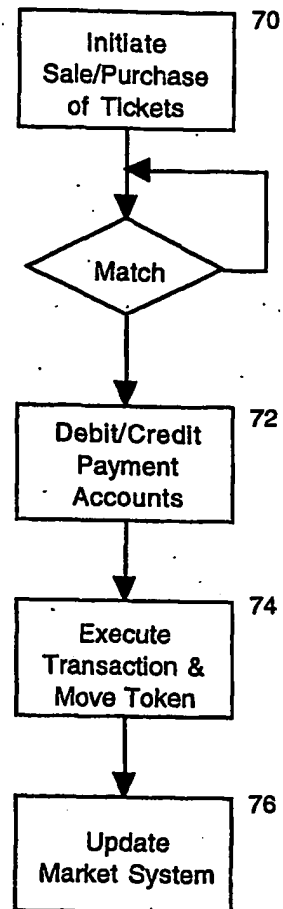 70
Initiate
Sale/Purchase
of Tickets
Match
72
Debit/Credit
Payment
Accounts
74
Execute
Transaction &
Move Token
76
Update
Market System